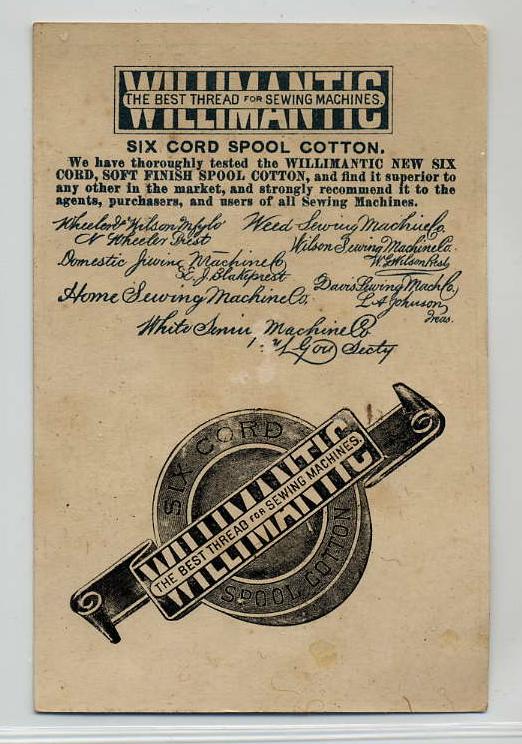 WILLIMANTIC
THE BEST THREAD FOR SEWING MACHINES.
SIX CORD SPOOL COTTON.
We have thoroughly tested the WILLIMANTIC NEW SIX
CORD, SOFT FINISH SPOOL COTTON, and find it superior to
any other in the market, and strongly recommend it to the
agents, purchasers, and users of all Sewing Machines.
Wheeler & Wilson Mfg Co
N Wheeler Prest
Weed Sewing Machine Co.
Wilson Sewing Machine Co.
W.G. Wilson Prest
Domestic Sewing Machine Co
Blake prest
Davis Sewing Mach Co,
L A Johnson
Treas.
Home Sewing Machine Co.
White Machine Co
Secty
SIX CORD
WILLIMANTIC
THE BEST THREAD FOR SEWING MACHINES.
SPOOL COTTON